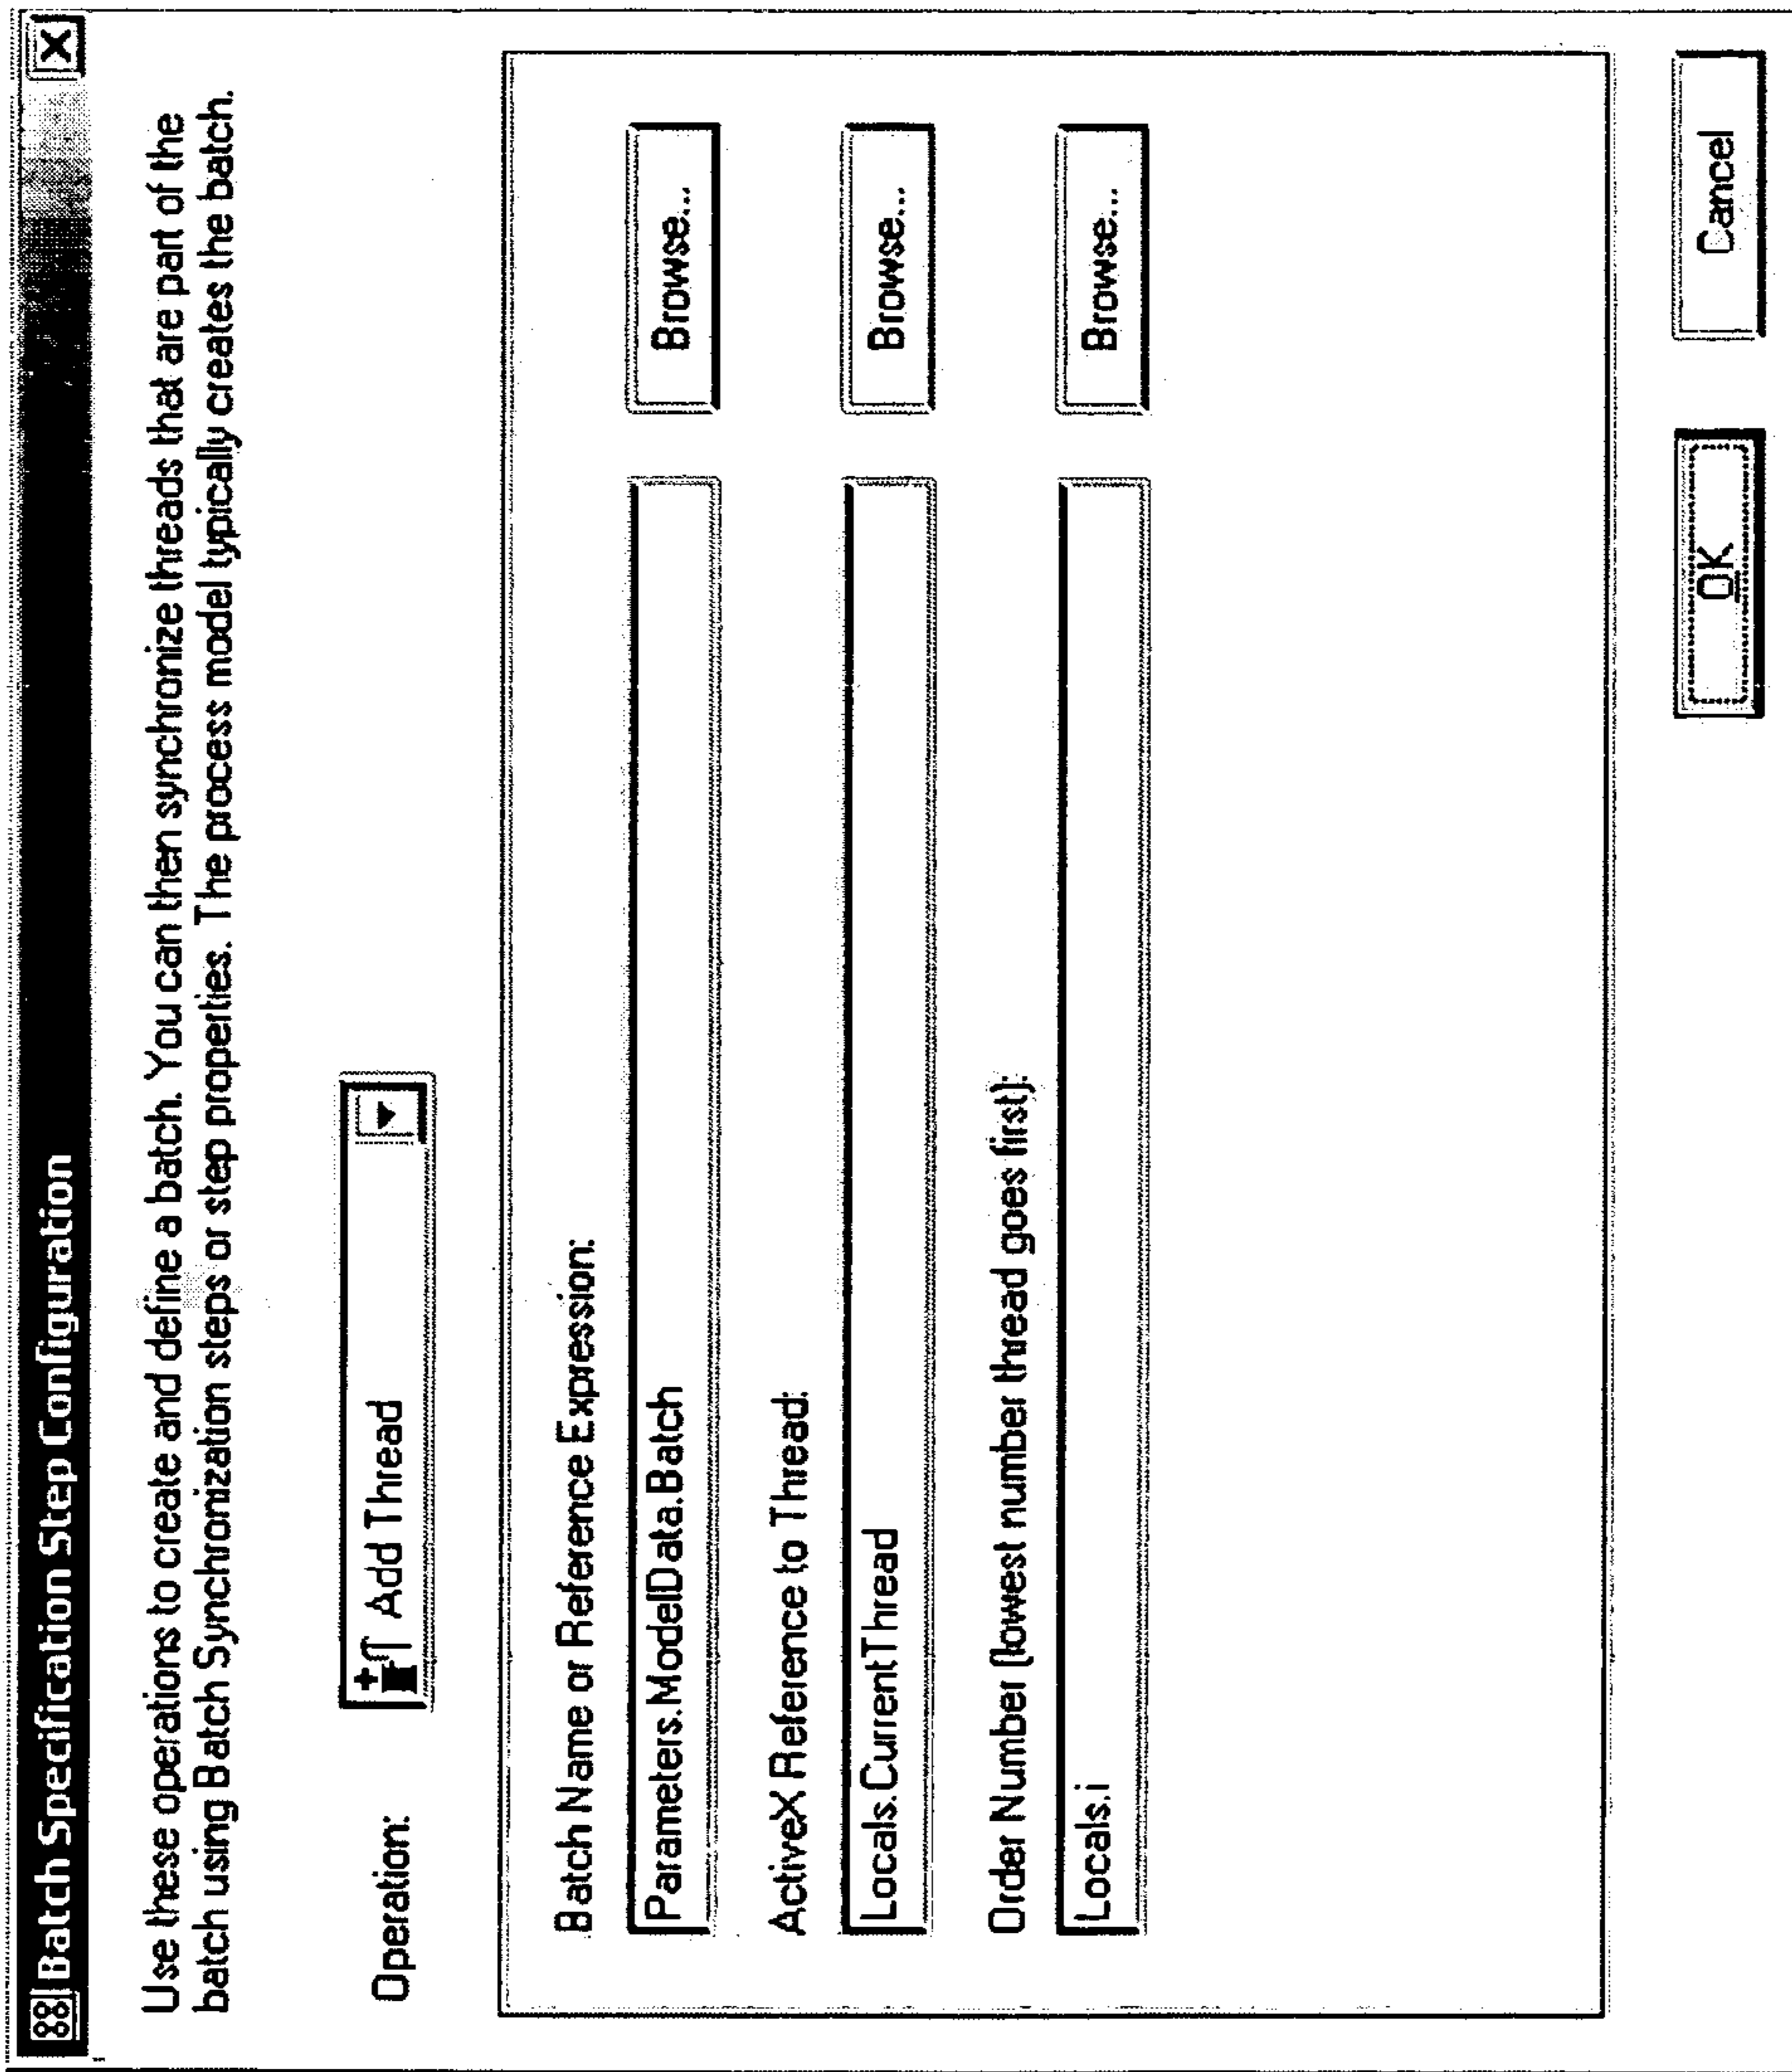 Batch Specification Step Configuration
Use these operations to create and define a batch. You can then synchronize threads that are part of the
batch using Batch Synchronization steps or step properties. The process model typically creates the batch.
Operation:
Add Thread
Batch Name or Reference Expression:
Parameters.ModelData.Batch
Browse...
ActiveX Reference to Thread:
Locals.CurrentThread
Browse...
Order Number (lowest number thread goes first):
Locals.i
Browse...
OK
Cancel